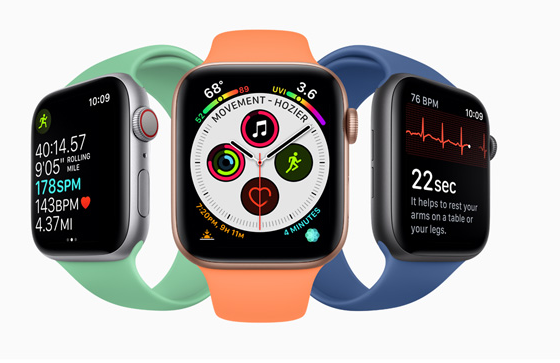 10:09
40:14.57
9'05" ROLLING MILE
178SPM
143BPM
4.37MI
68°
52
89
UVI
3.6
MOVEMENT - HOZIER
7:20PM, 9H 11M
4 MINUTES
76 BPM
10:09
22sec
It helps to rest your
arms on a table or
your legs.